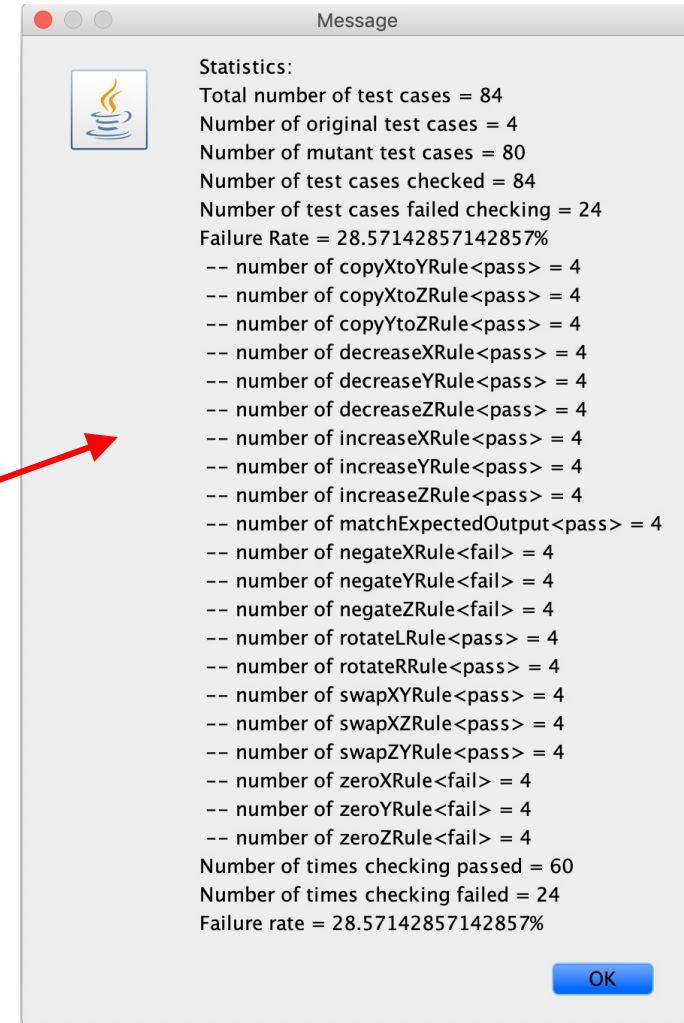 Message
Statistics:
Total number of test cases = 84
Number of original test cases = 4
Number of mutant test cases = 80
Number of test cases checked = 84
Number of test cases failed checking = 24
Failure Rate = 28.57142857142857%
-- number of copyXtoYRule<pass> = 4
-- number of copyXtoZRule<pass> = 4
-- number of copyYtoZRule<pass> = 4
-- number of decreaseXRule<pass> = 4
-- number of decreaseYRule<pass> = 4
-- number of decreaseZRule<pass> = 4
-- number of increaseXRule<pass> = 4
-- number of increaseYRule<pass> = 4
-- number of increaseZRule<pass> = 4
-- number of matchExpectedOutput<pass> = 4
-- number of negateXRule<fail> = 4
-- number of negateYRule<fail> = 4
-- number of negateZRule<fail> = 4
-- number of rotateLRule<pass> = 4
-- number of rotateRRule<pass> = 4
-- number of swapXYRule<pass> = 4
-- number of swapXZRule<pass> = 4
-- number of swapZYRule<pass> = 4
-- number of zeroXRule<fail> = 4
-- number of zeroYRule<fail> = 4
-- number of zeroZRule<fail> = 4
Number of times checking passed = 60
Number of times checking failed = 24
Failure rate = 28.57142857142857%
OK